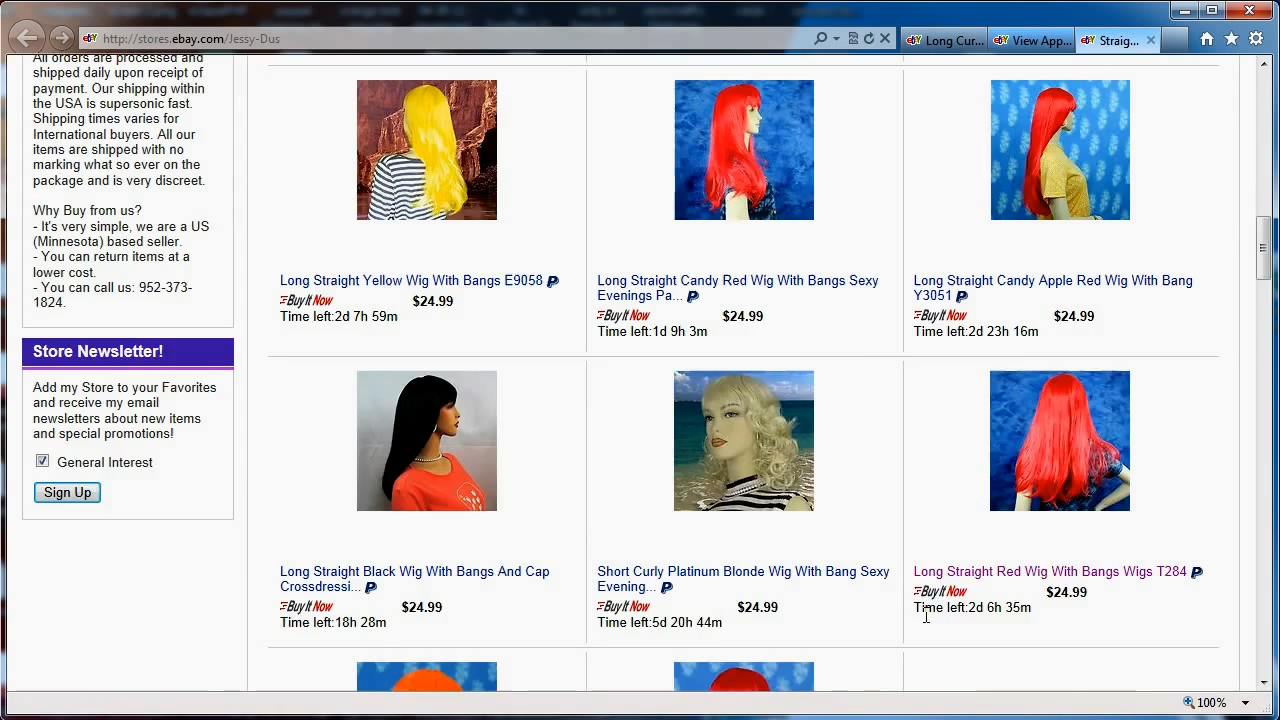 http://stores.ebay.com/Jessy-Dus
Long Cur...
View App...
Straig...
All orders are processed and
shipped daily upon receipt of
payment. Our shipping within
the USA is supersonic fast.
Shipping times varies for
International buyers. All our
items are shipped with no
marking what so ever on the
package and is very discreet.
Why Buy from us?
- It's very simple, we are a US
(Minnesota) based seller.
- You can return items at a
lower cost.
- You can call us: 952-373-
1824.
Store Newsletter!
Add my Store to your Favorites
and receive my email
newsletters about new items
and special promotions!
General Interest
Sign Up
Long Straight Yellow Wig With Bangs E9058
Buy It Now $24.99
Time left:2d 7h 59m
Long Straight Candy Red Wig With Bangs Sexy
Evenings Pa...
Buy It Now $24.99
Time left:1d 9h 3m
Long Straight Candy Apple Red Wig With Bang
Y3051
Buy It Now $24.99
Time left:2d 23h 16m
Long Straight Black Wig With Bangs And Cap
Crossdressi...
Buy It Now $24.99
Time left:18h 28m
Short Curly Platinum Blonde Wig With Bang Sexy
Evening...
Buy It Now $24.99
Time left:5d 20h 44m
Long Straight Red Wig With Bangs Wigs T284
Buy It Now $24.99
Time left:2d 6h 35m
100%